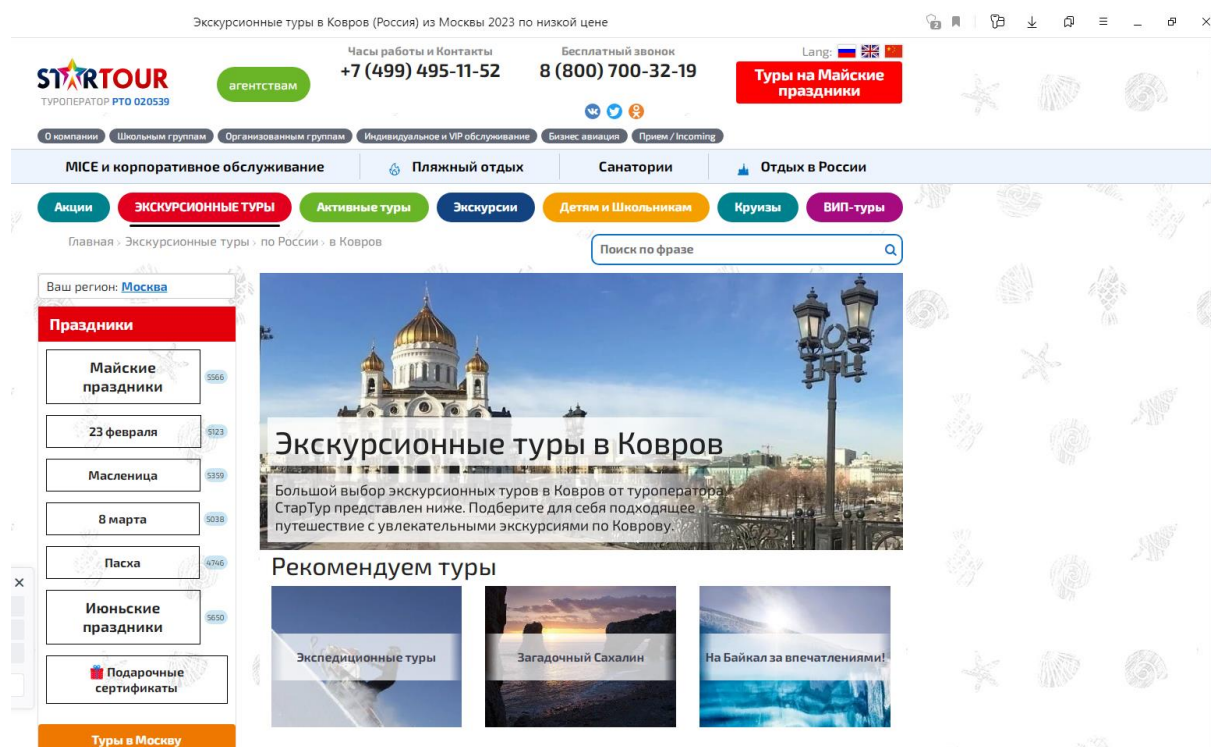 Экскурсионные туры в Ковров (Россия) из Москвы 2023 по низкой цене
2
STARTOUR
ТУРОПЕРАТОР РТО 020539
агентствам
Часы работы и Контакты
+7 (499) 495-11-52
Бесплатный звонок
8 (800) 700-32-19
Lang:
Туры на Майские
праздники
О компании
Школьным группам
Организованным группам
Индивидуальное и VIP обслуживание
Бизнес авиация
Прием / Incoming
MICE и корпоративное обслуживание
Пляжный отдых
Санатории
Отдых в России
Акции
ЭКСКУРСИОННЫЕ ТУРЫ
Активные туры
Экскурсии
Детям и Школьникам
Круизы
ВИП-туры
Главная › Экскурсионные туры › по России › в Ковров
Поиск по фразе
Ваш регион: Москва
Праздники
Майские
праздники
5566
23 февраля
5123
Масленица
5359
8 марта
5038
Пасха
4746
Июньские
праздники
5650
Подарочные
сертификаты
Туры в Москву
Экскурсионные туры в Ковров
Большой выбор экскурсионных туров в Ковров от туроператора
СтарТур представлен ниже. Подберите для себя подходящее
путешествие с увлекательными экскурсиями по Коврову.
Рекомендуем туры
Экспедиционные туры
Загадочный Сахалин
На Байкал за впечатлениями!